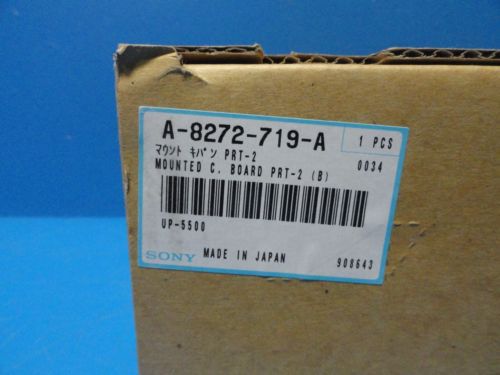 A-8272-719-A
1 PCS
マウント キバン PRT-2
0034
MOUNTED C. BOARD PRT-2 (B)
UP-5500
SONY MADE IN JAPAN
908643